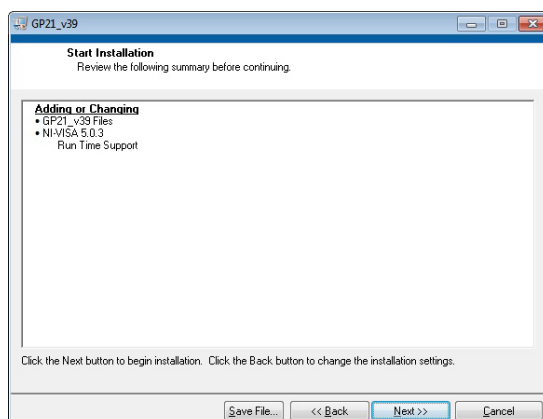 GP21_v39
Start Installation
Review the following summary before continuing.
Adding or Changing
• GP21_v39 Files
• NI-VISA 5.0.3
Run Time Support
Click the Next button to begin installation. Click the Back button to change the installation settings.
Save File... << Back Next >> Cancel